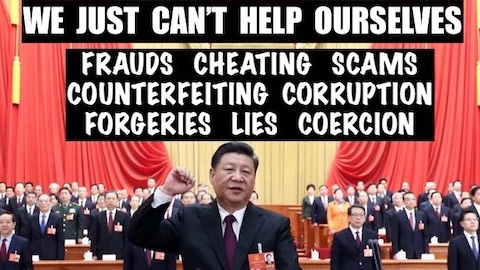 WE JUST CAN'T HELP OURSELVES
FRAUDS CHEATING SCAMS
COUNTERFEITING CORRUPTION
FORGERIES LIES COERCION